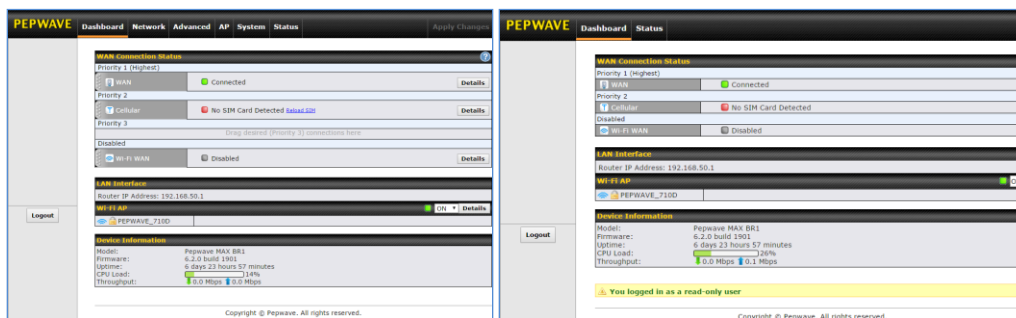 PEPWAVE Dashboard Network Advanced AP System Status Apply Changes
WAN Connection Status
Priority 1 (Highest)
WAN Connected Details
Priority 2
Cellular No SIM Card Detected Reload SIM Details
Priority 3
Drag desired (Priority 3) connections here
Disabled
Wi-Fi WAN Disabled Details
LAN Interface
Router IP Address: 192.168.50.1
Wi-Fi AP ON Details
PEPWAVE_710D
Logout
Device Information
Model: Pepwave MAX BR1
Firmware: 6.2.0 build 1901
Uptime: 6 days 23 hours 57 minutes
CPU Load: 14%
Throughput: 0.0 Mbps 0.0 Mbps
Copyright © Pepwave. All rights reserved.
PEPWAVE Dashboard Status
WAN Connection Status
Priority 1 (Highest)
WAN Connected
Priority 2
Cellular No SIM Card Detected
Disabled
Wi-Fi WAN Disabled
LAN Interface
Router IP Address: 192.168.50.1
Wi-Fi AP
PEPWAVE_710D
Device Information
Logout
Model: Pepwave MAX BR1
Firmware: 6.2.0 build 1901
Uptime: 6 days 23 hours 57 minutes
CPU Load: 26%
Throughput: 0.0 Mbps 0.1 Mbps
You logged in as a read-only user
Copyright © Pepwave. All rights reserved.